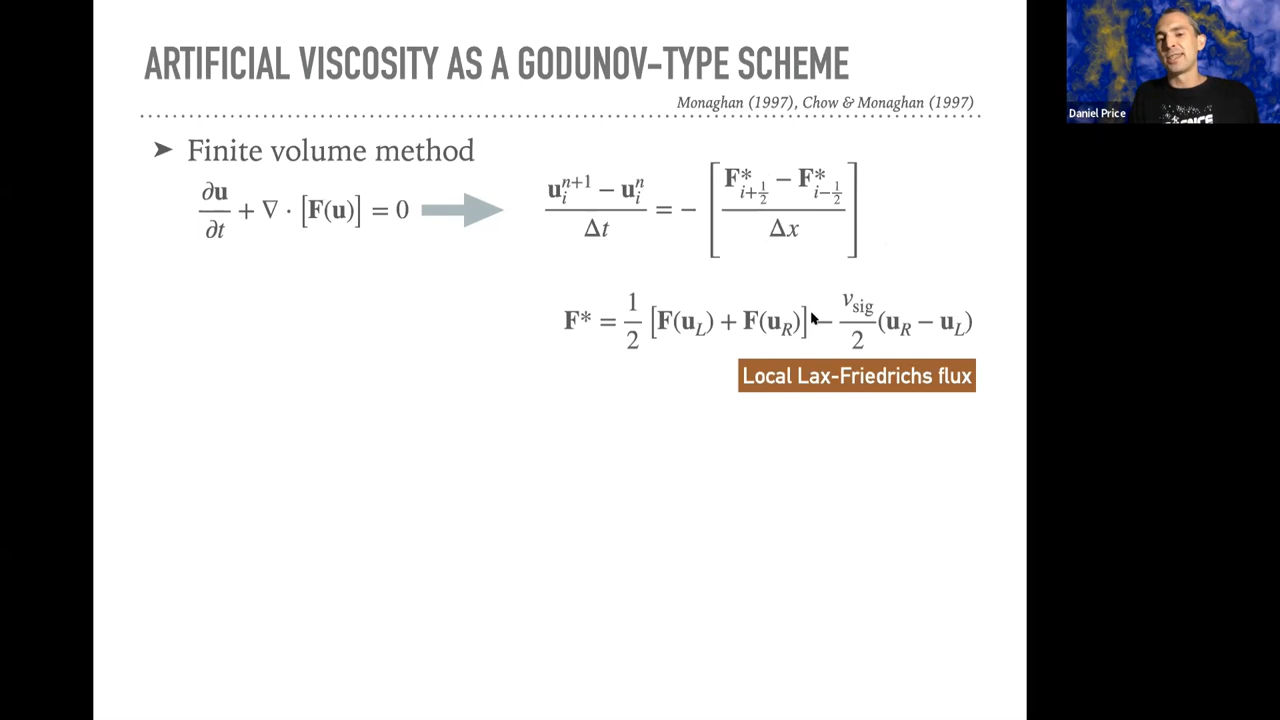 ARTIFICIAL VISCOSITY AS A GODUNOV-TYPE SCHEME
Monaghan (1997), Chow & Monaghan (1997)
➤ Finite volume method
∂u/∂t + ∇ · [F(u)] = 0
(u_i^{n+1} − u_i^n)/Δt = − [(F*_{i+1/2} − F*_{i−1/2})/Δx]
F* = 1/2 [F(u_L) + F(u_R)] − v_sig/2 (u_R − u_L)
Local Lax-Friedrichs flux
Daniel Price